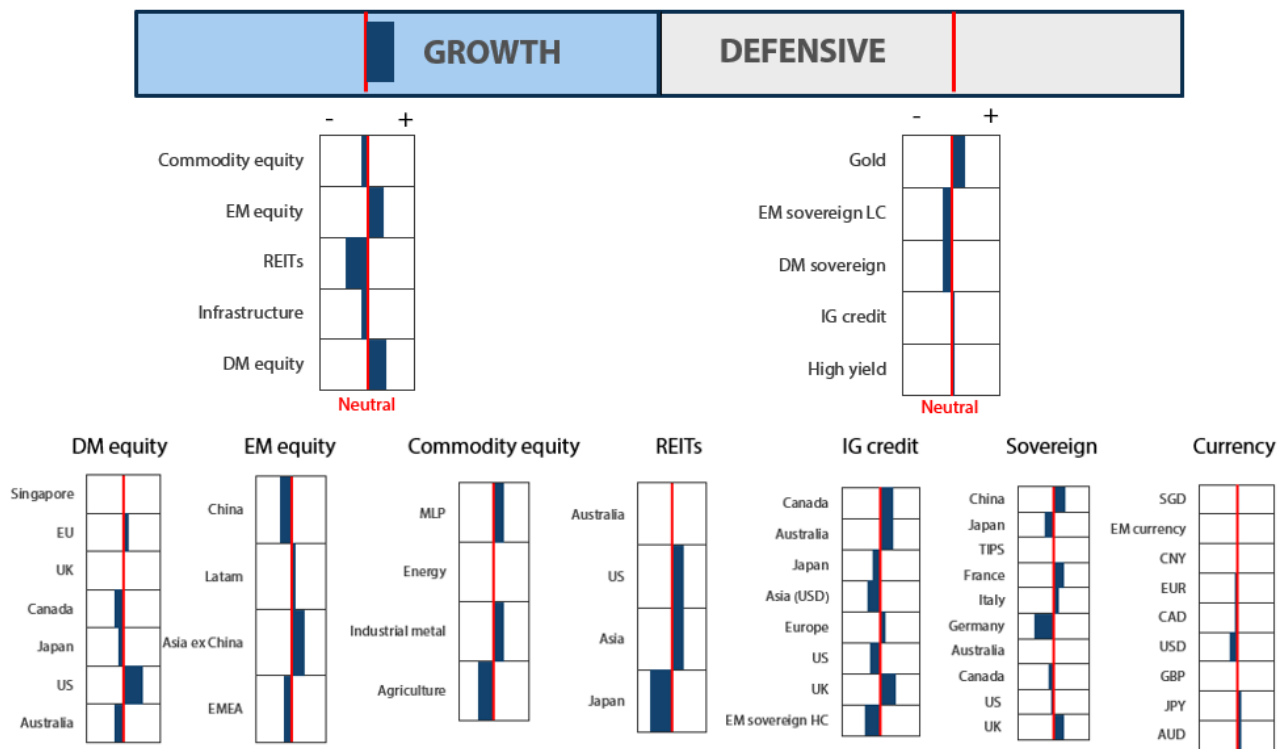 GROWTH DEFENSIVE
- + - +
Commodity equity
EM equity
REITs
Infrastructure
DM equity
Neutral
Gold
EM sovereign LC
DM sovereign
IG credit
High yield
Neutral
DM equity
Singapore
EU
UK
Canada
Japan
US
Australia
EM equity
China
Latam
Asia ex China
EMEA
Commodity equity
MLP
Energy
Industrial metal
Agriculture
REITs
Australia
US
Asia
Japan
IG credit
Canada
Australia
Japan
Asia (USD)
Europe
US
UK
EM sovereign HC
Sovereign
China
Japan
TIPS
France
Italy
Germany
Australia
Canada
US
UK
Currency
SGD
EM currency
CNY
EUR
CAD
USD
GBP
JPY
AUD